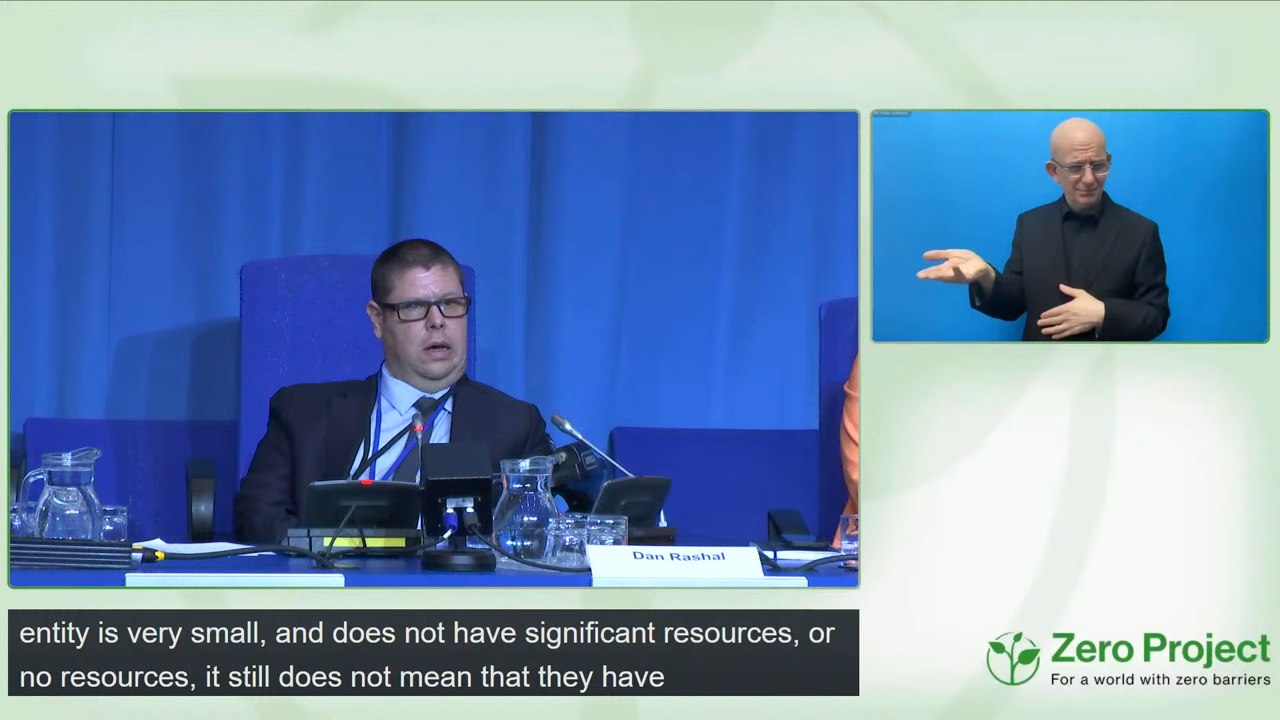 Dan Rashal
entity is very small, and does not have significant resources, or
no resources, it still does not mean that they have
Zero Project
For a world with zero barriers